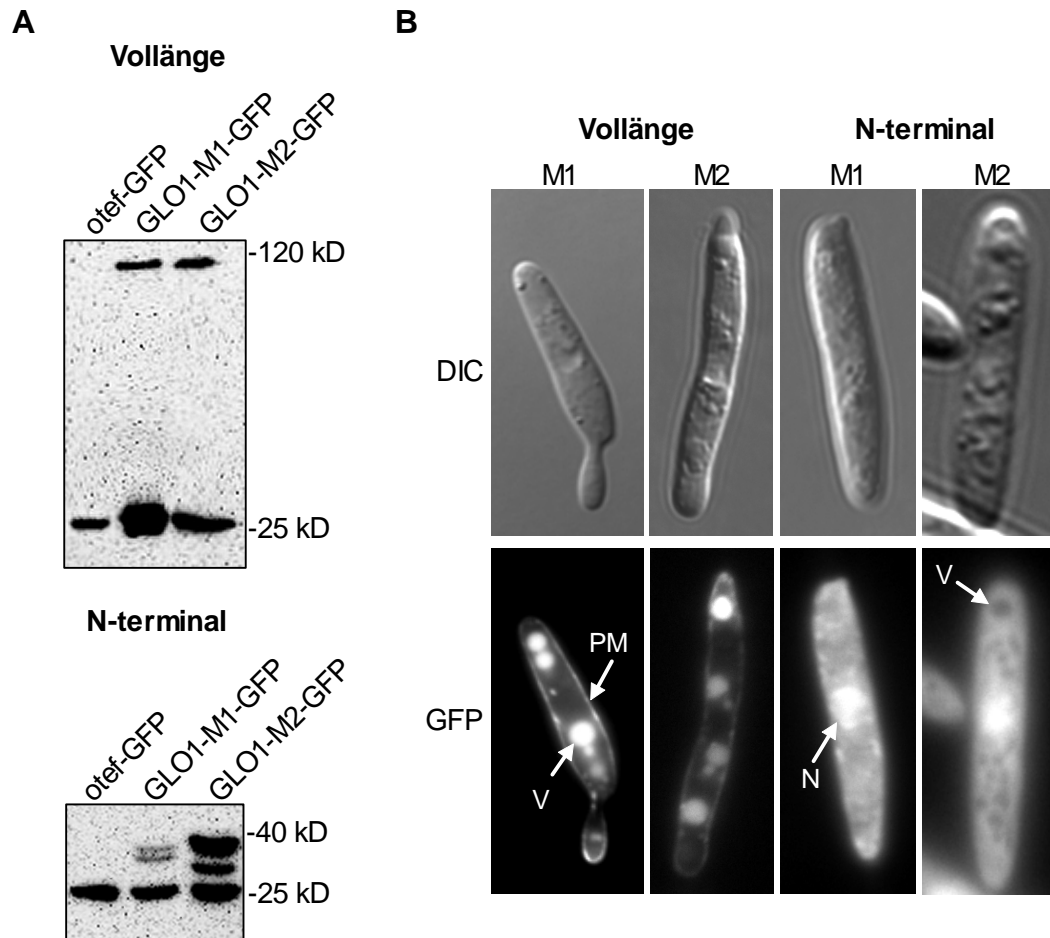 A
Vollänge
otef-GFP
GLO1-M1-GFP
GLO1-M2-GFP
-120 kD
-25 kD
N-terminal
otef-GFP
GLO1-M1-GFP
GLO1-M2-GFP
-40 kD
-25 kD
B
Vollänge N-terminal
M1 M2 M1 M2
DIC
GFP
PM
V
N
V